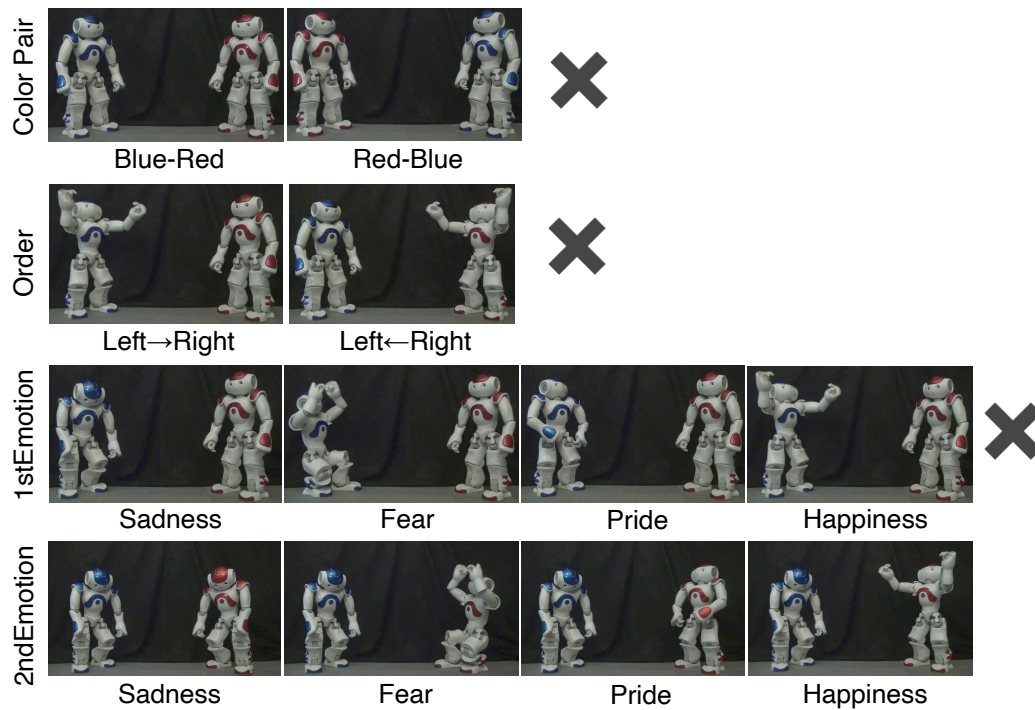 Color Pair
Blue-Red Red-Blue
Order
Left→Right Left←Right
1stEmotion
Sadness Fear Pride Happiness
2ndEmotion
Sadness Fear Pride Happiness